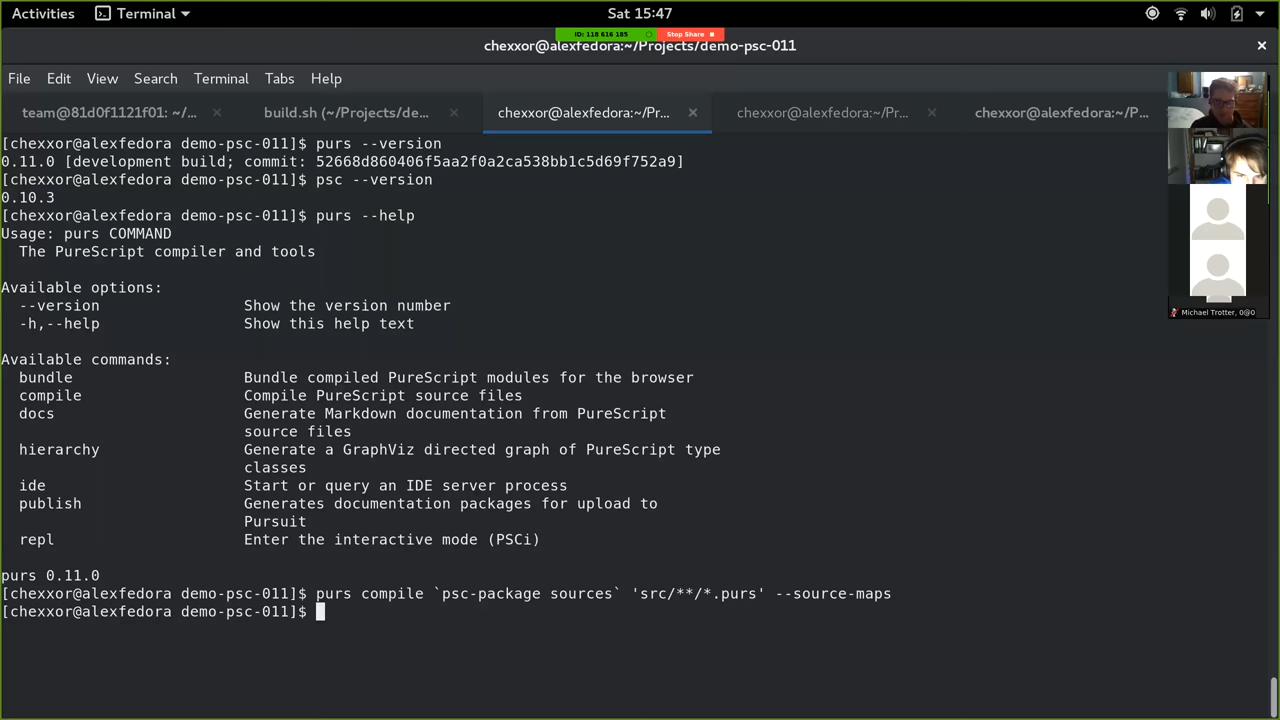 Activities Terminal Sat 15:47
ID: 118 616 185 Stop Share
chexxor@alexfedora:~/Projects/demo-psc-011
File Edit View Search Terminal Tabs Help
team@81d0f1121f01: ~/... build.sh (~/Projects/de... chexxor@alexfedora:~/Pr... chexxor@alexfedora:~/Pr... chexxor@alexfedora:~/P...
[chexxor@alexfedora demo-psc-011]$ purs --version
0.11.0 [development build; commit: 52668d860406f5aa2f0a2ca538bb1c5d69f752a9]
[chexxor@alexfedora demo-psc-011]$ psc --version
0.10.3
[chexxor@alexfedora demo-psc-011]$ purs --help
Usage: purs COMMAND
The PureScript compiler and tools
Available options:
--version Show the version number
-h,--help Show this help text
Available commands:
bundle Bundle compiled PureScript modules for the browser
compile Compile PureScript source files
docs Generate Markdown documentation from PureScript
source files
hierarchy Generate a GraphViz directed graph of PureScript type
classes
ide Start or query an IDE server process
publish Generates documentation packages for upload to
Pursuit
repl Enter the interactive mode (PSCi)
purs 0.11.0
[chexxor@alexfedora demo-psc-011]$ purs compile `psc-package sources` 'src/**/*.purs' --source-maps
[chexxor@alexfedora demo-psc-011]$
Michael Trotter, 0@0